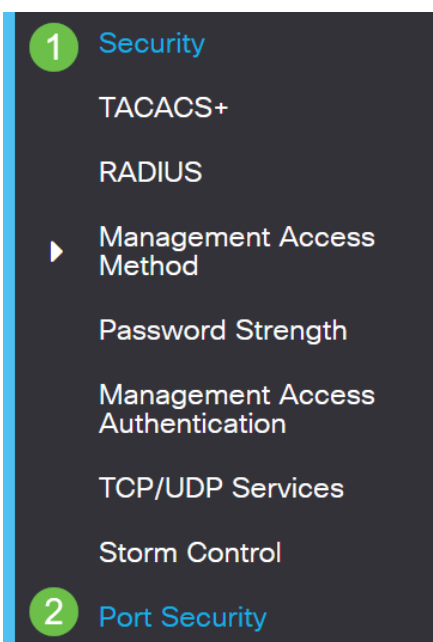 1 Security
TACACS+
RADIUS
Management Access
Method
Password Strength
Management Access
Authentication
TCP/UDP Services
Storm Control
2 Port Security